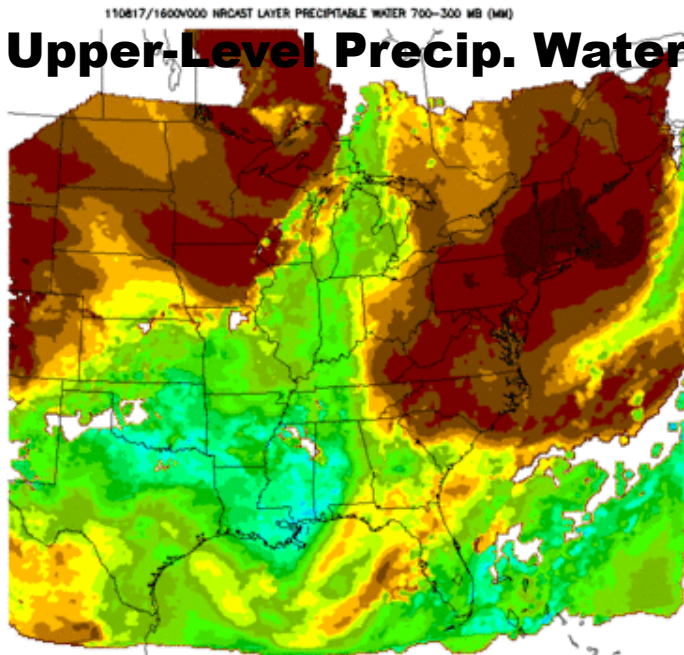 110817/1600V000 NRCAST LAYER PRECIPITABLE WATER 700-300 MB (MM)
Upper-Level Precip. Water